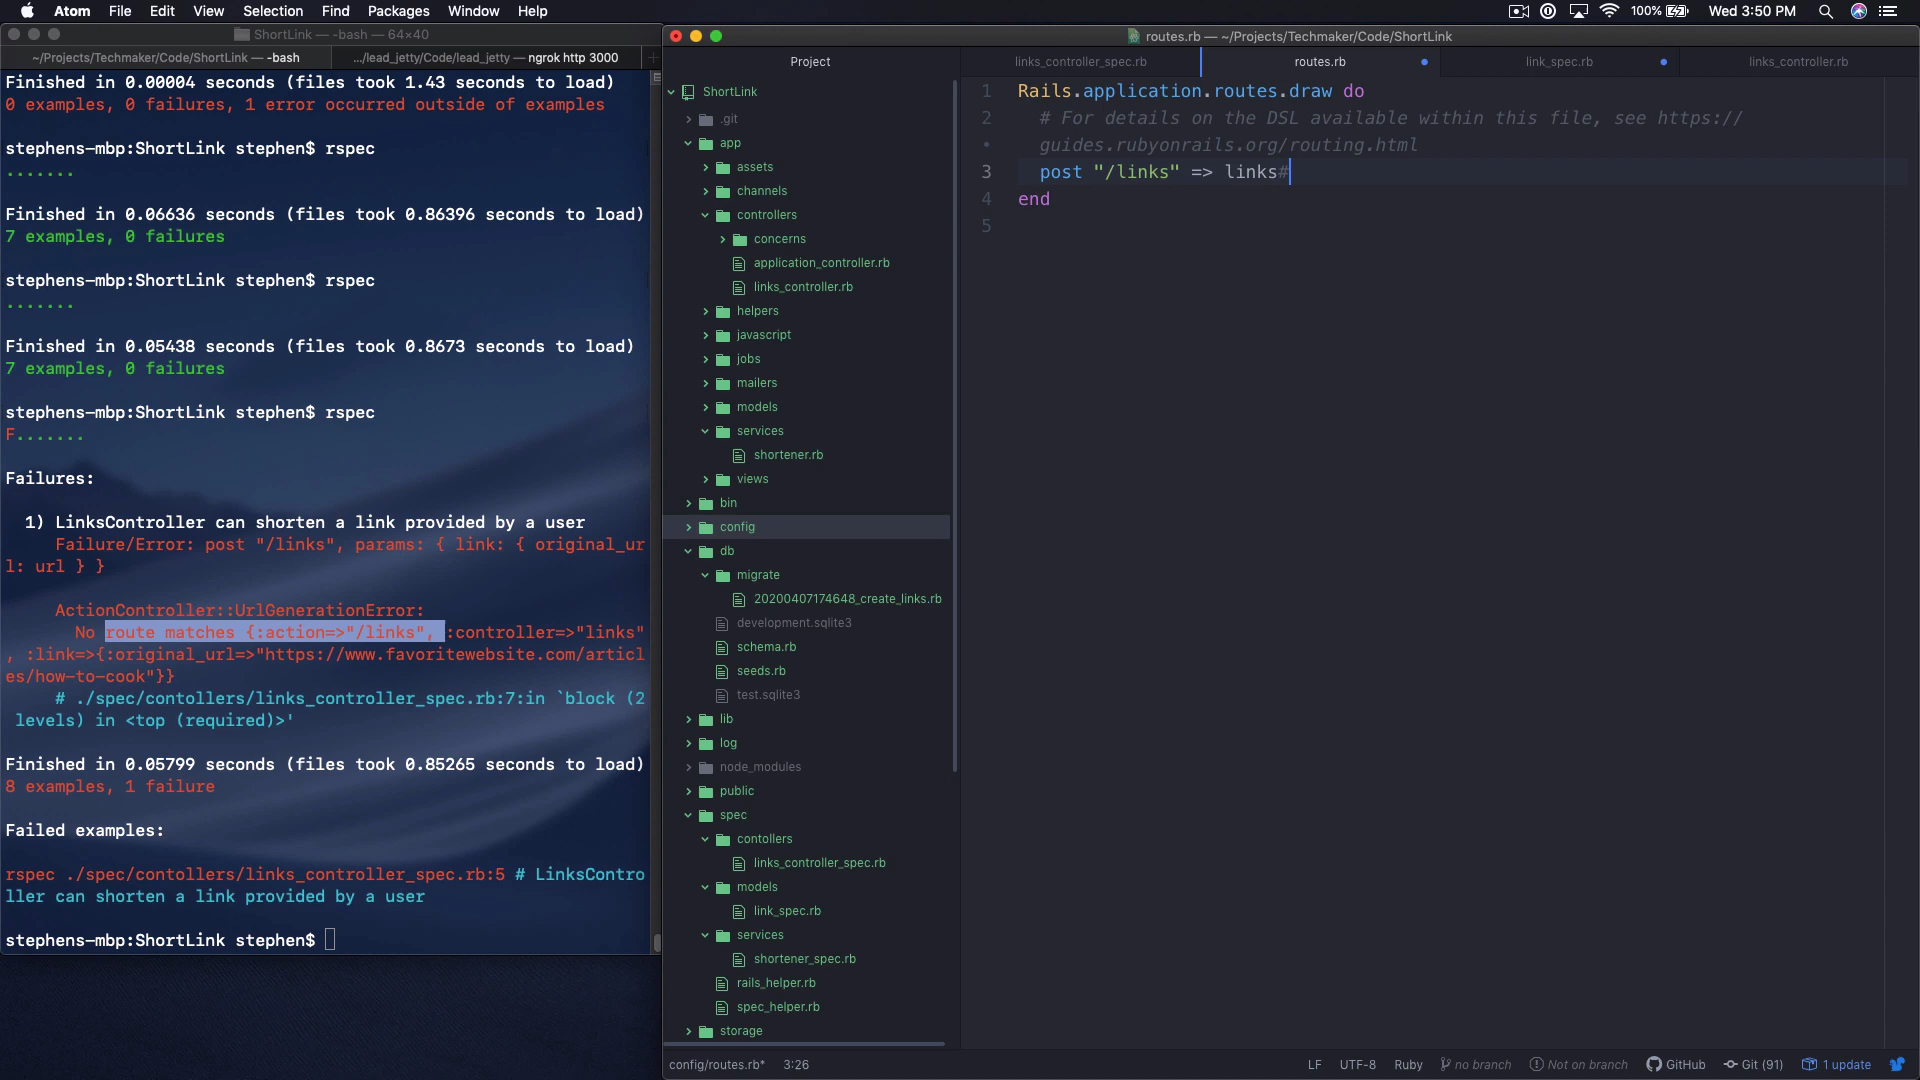 Atom File Edit View Selection Find Packages Window Help
100% Wed 3:50 PM
ShortLink — -bash — 64×40
~/Projects/Techmaker/Code/ShortLink — -bash
.../lead_jetty/Code/lead_jetty — ngrok http 3000
Finished in 0.00004 seconds (files took 1.43 seconds to load)
0 examples, 0 failures, 1 error occurred outside of examples
stephens-mbp:ShortLink stephen$ rspec
.......
Finished in 0.06636 seconds (files took 0.86396 seconds to load)
7 examples, 0 failures
stephens-mbp:ShortLink stephen$ rspec
.......
Finished in 0.05438 seconds (files took 0.8673 seconds to load)
7 examples, 0 failures
stephens-mbp:ShortLink stephen$ rspec
F.......
Failures:
1) LinksController can shorten a link provided by a user
Failure/Error: post "/links", params: { link: { original_ur
l: url } }
ActionController::UrlGenerationError:
No route matches {:action=>"/links", :controller=>"links"
, :link=>{:original_url=>"https://www.favoritewebsite.com/articl
es/how-to-cook"}}
# ./spec/contollers/links_controller_spec.rb:7:in `block (2
levels) in <top (required)>'
Finished in 0.05799 seconds (files took 0.85265 seconds to load)
8 examples, 1 failure
Failed examples:
rspec ./spec/contollers/links_controller_spec.rb:5 # LinksContro
ller can shorten a link provided by a user
stephens-mbp:ShortLink stephen$
routes.rb — ~/Projects/Techmaker/Code/ShortLink
Project
ShortLink
.git
app
assets
channels
controllers
concerns
application_controller.rb
links_controller.rb
helpers
javascript
jobs
mailers
models
services
shortener.rb
views
bin
config
db
migrate
20200407174648_create_links.rb
development.sqlite3
schema.rb
seeds.rb
test.sqlite3
lib
log
node_modules
public
spec
contollers
links_controller_spec.rb
models
link_spec.rb
services
shortener_spec.rb
rails_helper.rb
spec_helper.rb
storage
links_controller_spec.rb
routes.rb
link_spec.rb
links_controller.rb
1 Rails.application.routes.draw do
2 # For details on the DSL available within this file, see https://
• guides.rubyonrails.org/routing.html
3 post "/links" => links#
4 end
5
config/routes.rb* 3:26
LF UTF-8 Ruby no branch Not on branch GitHub Git (91) 1 update